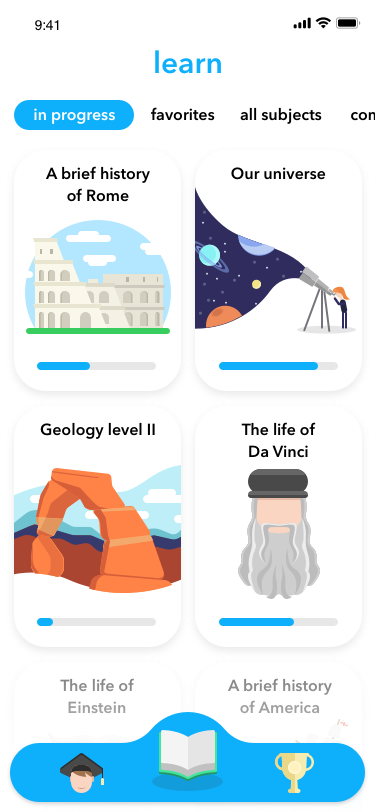 9:41
learn
in progress
favorites
all subjects
com
A brief history
of Rome
Our universe
Geology level II
The life of
Da Vinci
The life of
Einstein
A brief history
of America